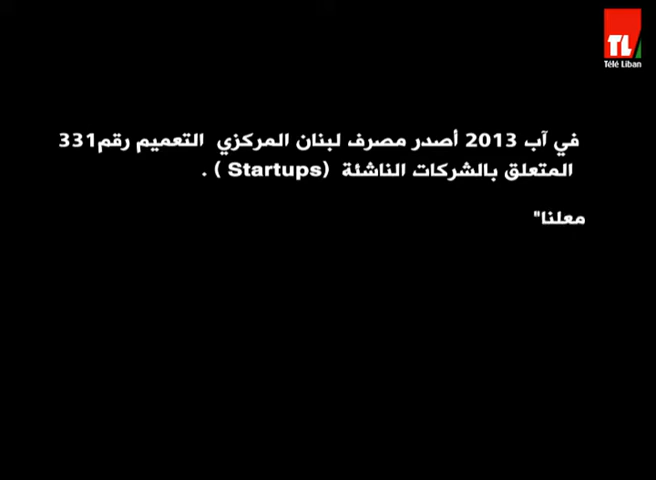 TL
Télé Liban
في آب 2013 أصدر مصرف لبنان المركزي التعميم رقم331
المتعلق بالشركات الناشئة (Startups ) .
معلنا"